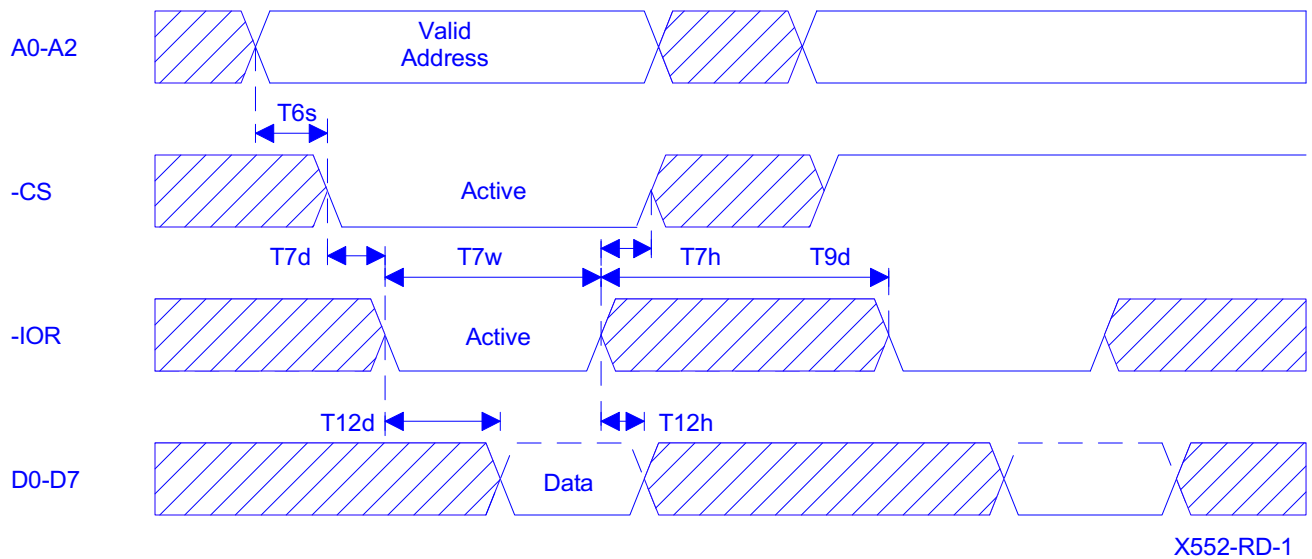 A0-A2
Valid
Address
T6s
-CS
Active
T7d
T7w
T7h
T9d
-IOR
Active
T12d
T12h
D0-D7
Data
X552-RD-1